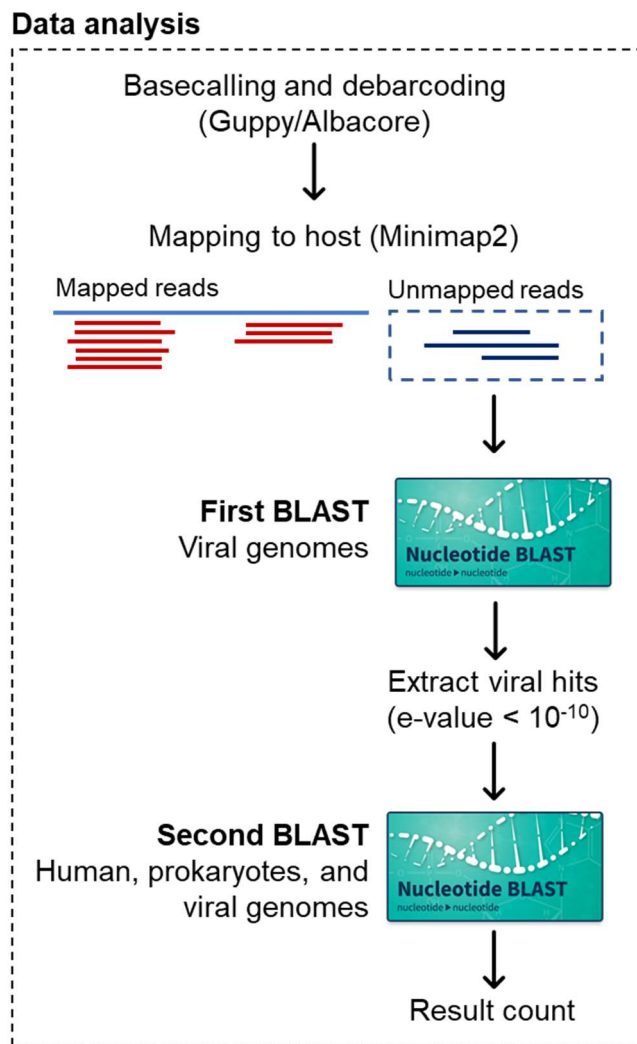 Data analysis
Basecalling and debarcoding
(Guppy/Albacore)
Mapping to host (Minimap2)
Mapped reads
Unmapped reads
First BLAST
Viral genomes
Nucleotide BLAST
nucleotide ▶ nucleotide
Extract viral hits
(e-value < 10⁻¹⁰)
Second BLAST
Human, prokaryotes, and
viral genomes
Nucleotide BLAST
nucleotide ▶ nucleotide
Result count